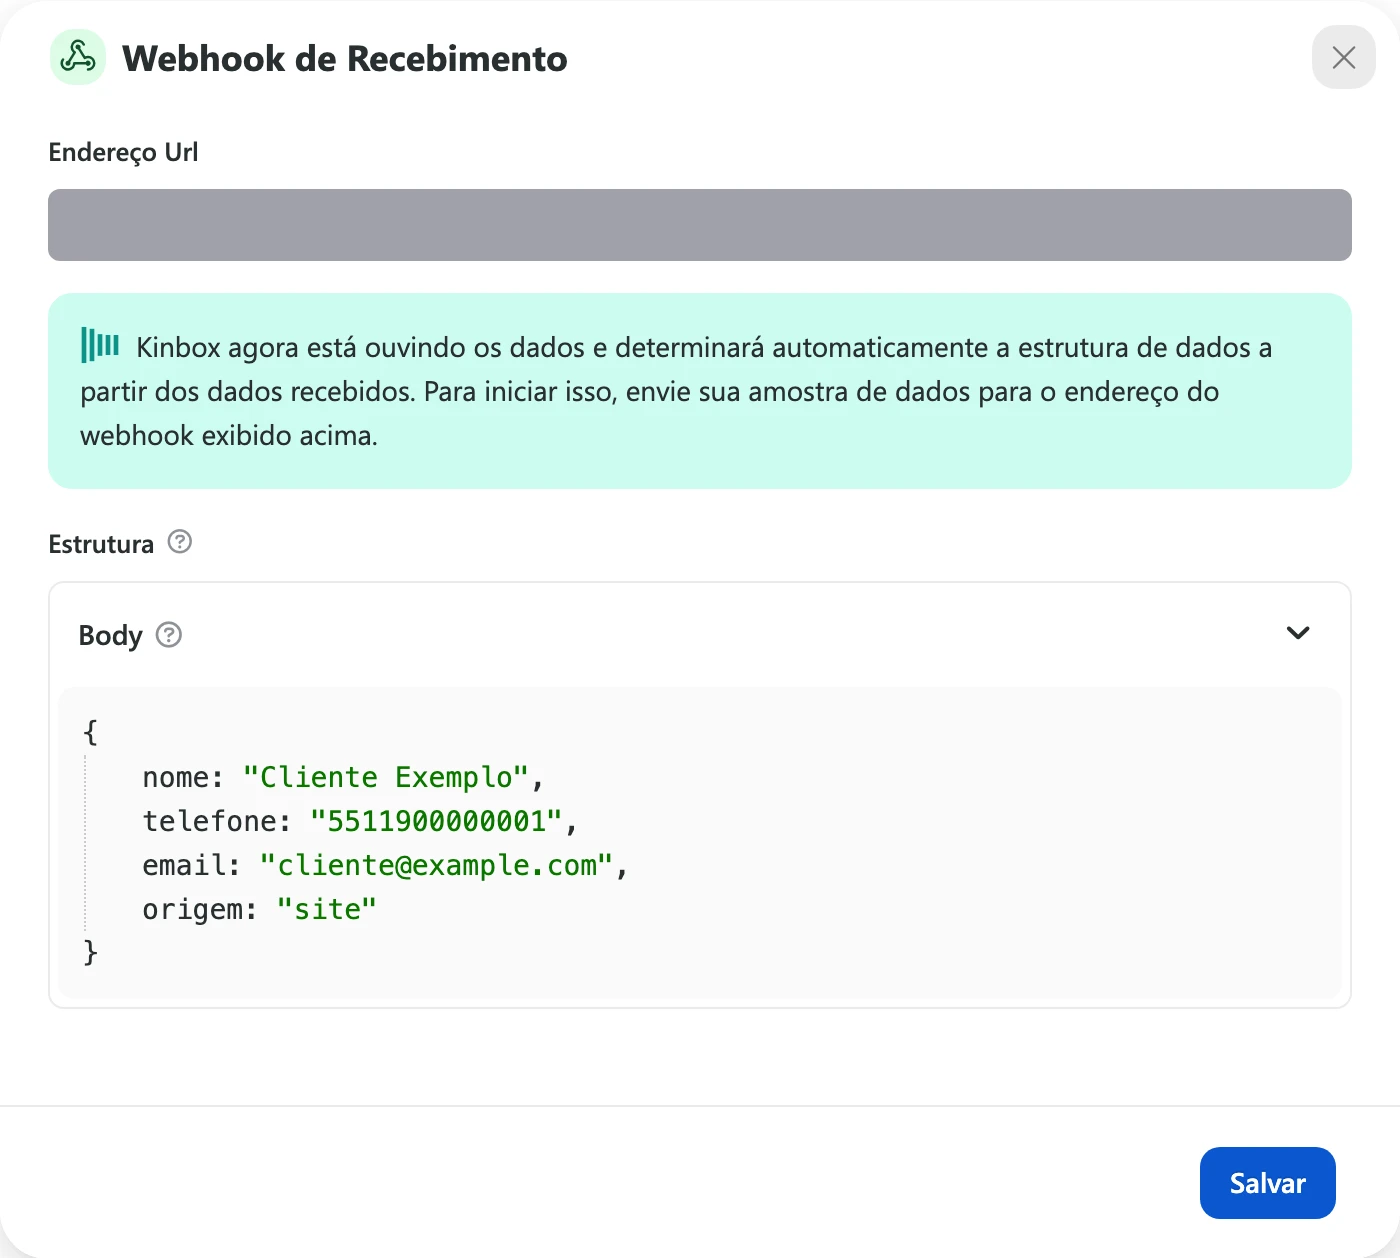 Webhook de Recebimento
Endereço Url
Kinbox agora está ouvindo os dados e determinará automaticamente a estrutura de dados a
partir dos dados recebidos. Para iniciar isso, envie sua amostra de dados para o endereço do
webhook exibido acima.
Estrutura
Body
{
nome: "Cliente Exemplo",
telefone: "5511900000001",
email: "cliente@example.com",
origem: "site"
}
Salvar